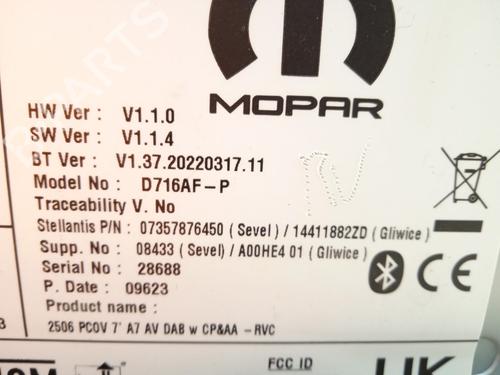 MOPAR
HW Ver : V1.1.0
SW Ver : V1.1.4
BT Ver : V1.37.20220317.11
Model No : D716AF-P
Traceability V. No
Stellantis P/N : 07357876450 ( Sevel ) / 14411882ZD ( Gliwice )
Supp. No : 08433 ( Sevel) / A00HE4 01 ( Gliwice )
Serial No : 28688
P. Date : 09623
Product name :
2506 PCOV 7' A7 AV DAB w CP&AA -RVC
FCC ID
UK